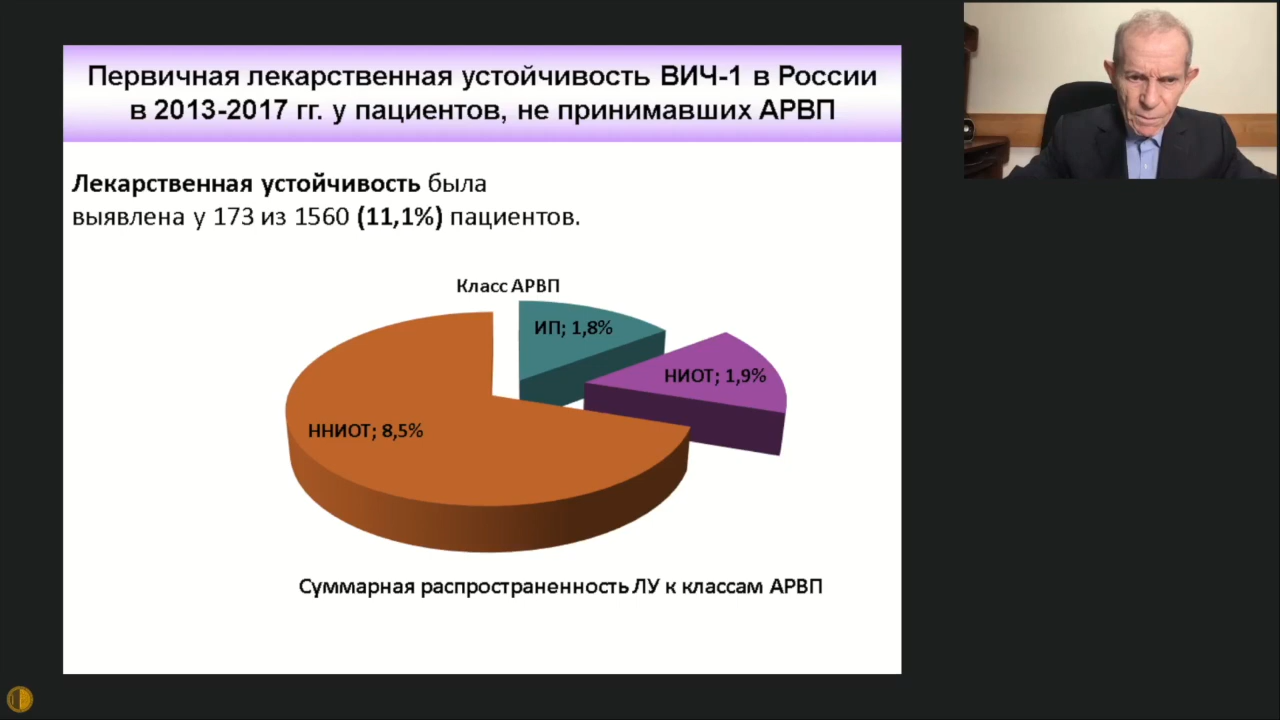 Первичная лекарственная устойчивость ВИЧ-1 в России
в 2013-2017 гг. у пациентов, не принимавших АРВП
Лекарственная устойчивость была
выявлена у 173 из 1560 (11,1%) пациентов.
Класс АРВП
ИП; 1,8%
НИОТ; 1,9%
ННИОТ; 8,5%
Суммарная распространенность ЛУ к классам АРВП